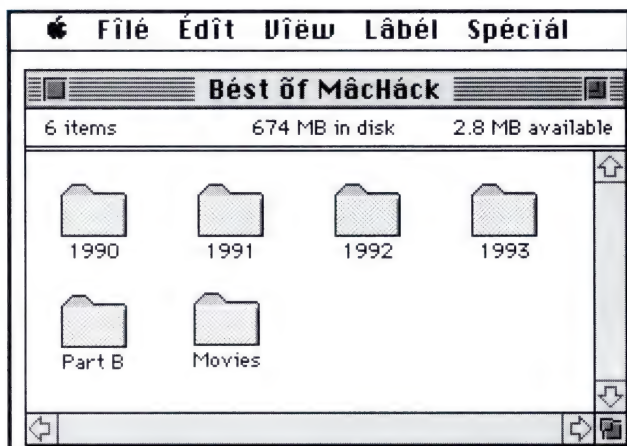 Fîlé Édît Vîëw Lâbél Spécïál
Bést õf MâcHáck
6 items 674 MB in disk 2.8 MB available
1990 1991 1992 1993
Part B Movies